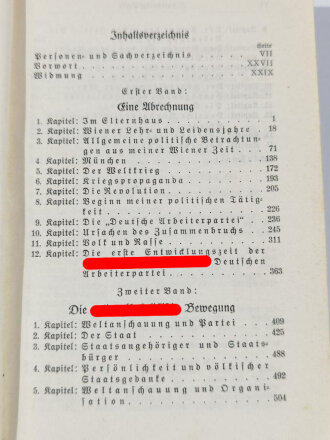 Inhaltsverzeichnis
Seite
Personen- und Sachverzeichnis . . . . . . . VII
Vorwort . . . . . . . . . . . . . . . . XXVII
Widmung . . . . . . . . . . . . . . . . XXIX
Erster Band:
Eine Abrechnung
1. Kapitel: Im Elternhaus . . . . . . . . . . 1
2. Kapitel: Wiener Lehr- und Leidensjahre . . 18
3. Kapitel: Allgemeine politische Betrachtun-
gen aus meiner Wiener Zeit . . . . 71
4. Kapitel: München . . . . . . . . . . . . 138
5. Kapitel: Der Weltkrieg . . . . . . . . . 172
6. Kapitel: Kriegspropaganda . . . . . . . . 193
7. Kapitel: Die Revolution . . . . . . . . . 205
8. Kapitel: Beginn meiner politischen Tätig-
keit . . . . . . . . . . . . . . 226
9. Kapitel: Die „Deutsche Arbeiterpartei“ . . 236
10. Kapitel: Ursachen des Zusammenbruchs . . 245
11. Kapitel: Volk und Rasse . . . . . . . . . 311
12. Kapitel: Die erste Entwicklungszeit der
Deutschen
Arbeiterpartei . . . . . . . . . 363
Zweiter Band:
Die Bewegung
1. Kapitel: Weltanschauung und Partei . . . . 409
2. Kapitel: Der Staat . . . . . . . . . . . 425
3. Kapitel: Staatsangehöriger und Staats-
bürger . . . . . . . . . . . . . 488
4. Kapitel: Persönlichkeit und völkischer
Staatsgedanke . . . . . . . . . 492
5. Kapitel: Weltanschauung und Organi-
sation . . . . . . . . . . . . . 504